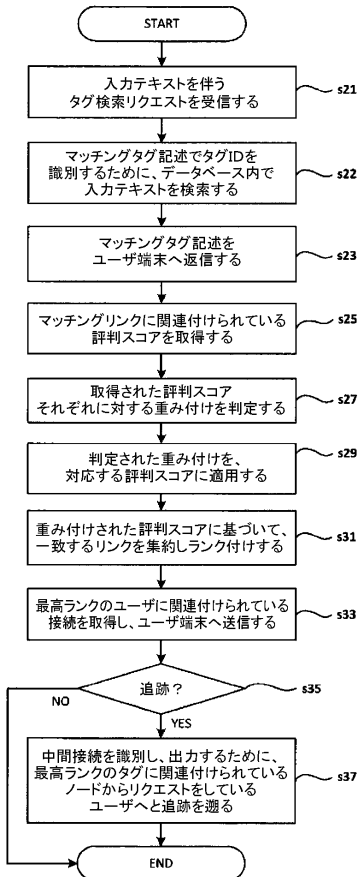 START
入力テキストを伴う
タグ検索リクエストを受信する
s21
マッチングタグ記述でタグIDを
識別するために、データベース内で
入力テキストを検索する
s22
マッチングタグ記述を
ユーザ端末へ返信する
s23
マッチングリンクに関連付けられている
評判スコアを取得する
s25
取得された評判スコア
それぞれに対する重み付けを判定する
s27
判定された重み付けを、
対応する評判スコアに適用する
s29
重み付けされた評判スコアに基づいて、
一致するリンクを集約しランク付けする
s31
最高ランクのユーザに関連付けられている
接続を取得し、ユーザ端末へ送信する
s33
追跡？
s35
NO
YES
中間接続を識別し、出力するために、
最高ランクのタグに関連付けられている
ノードからリクエストをしている
ユーザへと追跡を遡る
s37
END